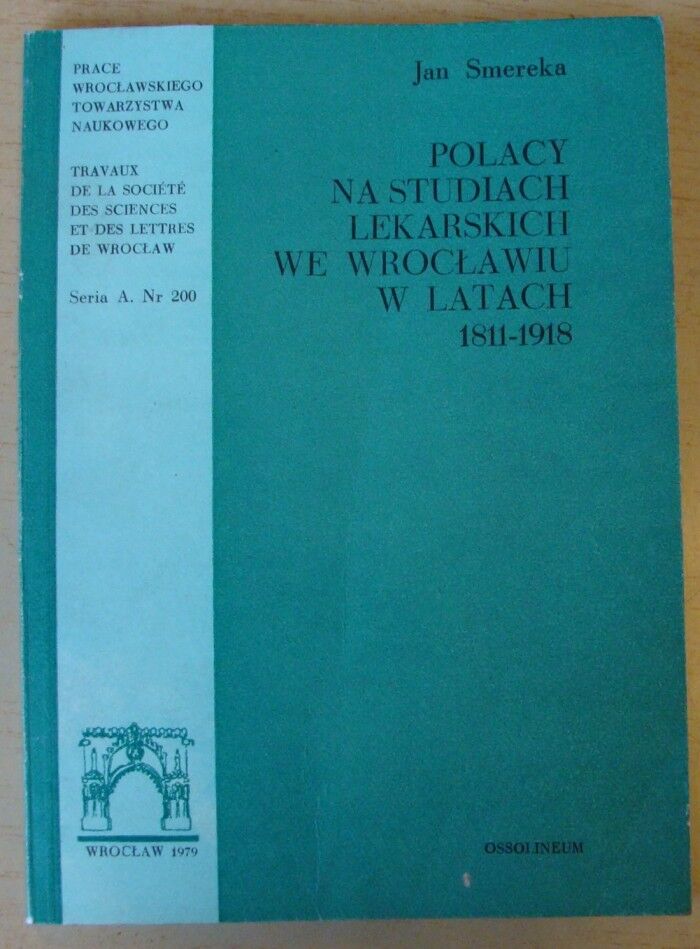 PRACE
WROCŁAWSKIEGO
TOWARZYSTWA
NAUKOWEGO
TRAVAUX
DE LA SOCIÉTÉ
DES SCIENCES
ET DES LETTRES
DE WROCŁAW
Seria A. Nr 200
Jan Smereka
POLACY
NA STUDIACH
LEKARSKICH
WE WROCŁAWIU
W LATACH
1811-1918
WROCŁAW 1979
OSSOLINEUM